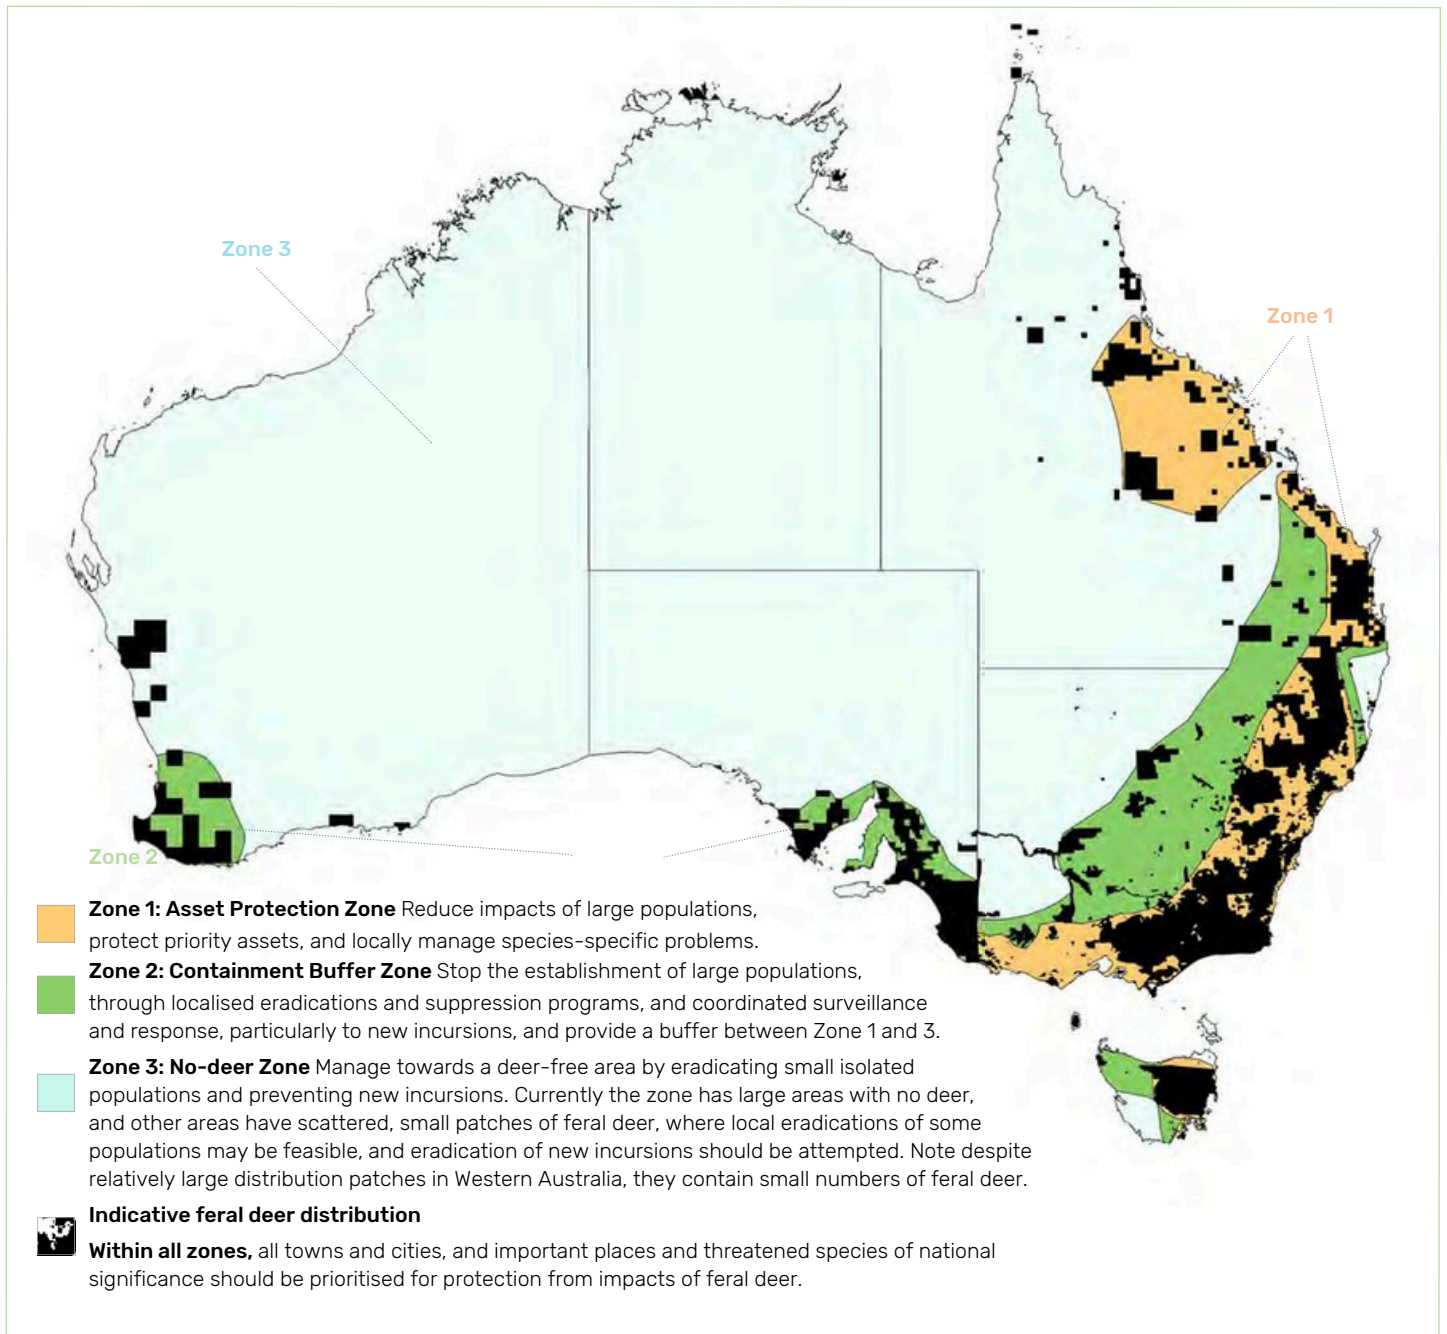 Zone 3
Zone 1
Zone 2
Zone 1: Asset Protection Zone Reduce impacts of large populations,
protect priority assets, and locally manage species-specific problems.
Zone 2: Containment Buffer Zone Stop the establishment of large populations,
through localised eradications and suppression programs, and coordinated surveillance
and response, particularly to new incursions, and provide a buffer between Zone 1 and 3.
Zone 3: No-deer Zone Manage towards a deer-free area by eradicating small isolated
populations and preventing new incursions. Currently the zone has large areas with no deer,
and other areas have scattered, small patches of feral deer, where local eradications of some
populations may be feasible, and eradication of new incursions should be attempted. Note despite
relatively large distribution patches in Western Australia, they contain small numbers of feral deer.
Indicative feral deer distribution
Within all zones, all towns and cities, and important places and threatened species of national
significance should be prioritised for protection from impacts of feral deer.